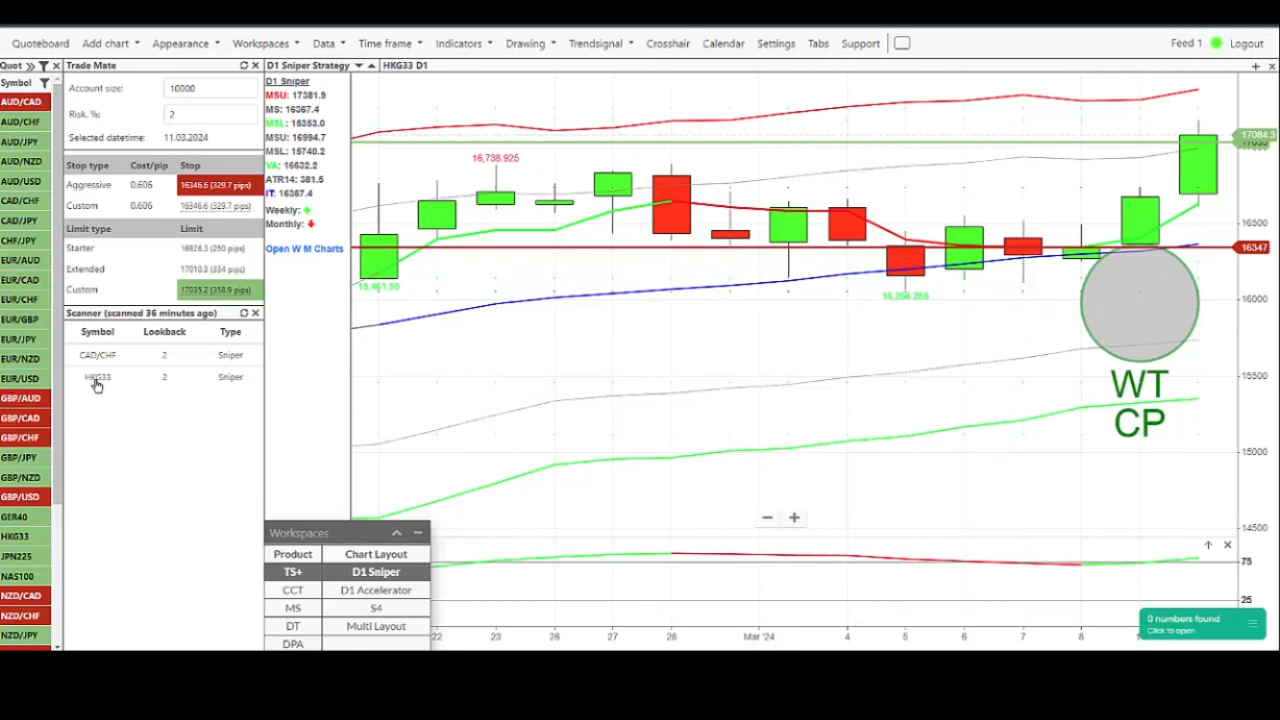 Quoteboard Add chart Appearance Workspaces Data Time frame Indicators Drawing Trendsignal Crosshair Calendar Settings Tabs Support Feed 1 Logout
Quot Trade Mate D1 Sniper Strategy HKG33 D1
Symbol
AUD/CAD
AUD/CHF
AUD/JPY
AUD/NZD
AUD/USD
CAD/CHF
CAD/JPY
CHF/JPY
EUR/AUD
EUR/CAD
EUR/CHF
EUR/GBP
EUR/JPY
EUR/NZD
EUR/USD
GBP/AUD
GBP/CAD
GBP/CHF
GBP/JPY
GBP/NZD
GBP/USD
GER40
HKG33
JPN225
NAS100
NZD/CAD
NZD/CHF
NZD/JPY
Account size: 10000
Risk. %: 2
Selected datetime: 11.03.2024
Stop type Cost/pip Stop
Aggressive 0.606 16346.6 (329.7 pips)
Custom 0.606 16346.6 (329.7 pips)
Limit type Limit
Starter 16926.3 (250 pips)
Extended 17010.3 (334 pips)
Custom 17035.2 (358.9 pips)
Scanner (scanned 36 minutes ago)
Symbol Lookback Type
CAD/CHF 2 Sniper
HKG33 2 Sniper
D1 Sniper
MSU: 17381.9
MS: 16367.4
MSL: 15353.0
MSU: 16994.7
MSL: 15740.2
VA: 16632.2
ATR14: 381.5
IT: 16367.4
Weekly:
Monthly:
Open W M Charts
16,738.925
17084.3
16500
16347
16000
15500
15000
14500
75
25
WT
CP
Workspaces
Product Chart Layout
TS+ D1 Sniper
CCT D1 Accelerator
MS S4
DT Multi Layout
DPA
22 23 26 27 28 Mar '24 4 5 6 7 8
0 numbers found
Click to open